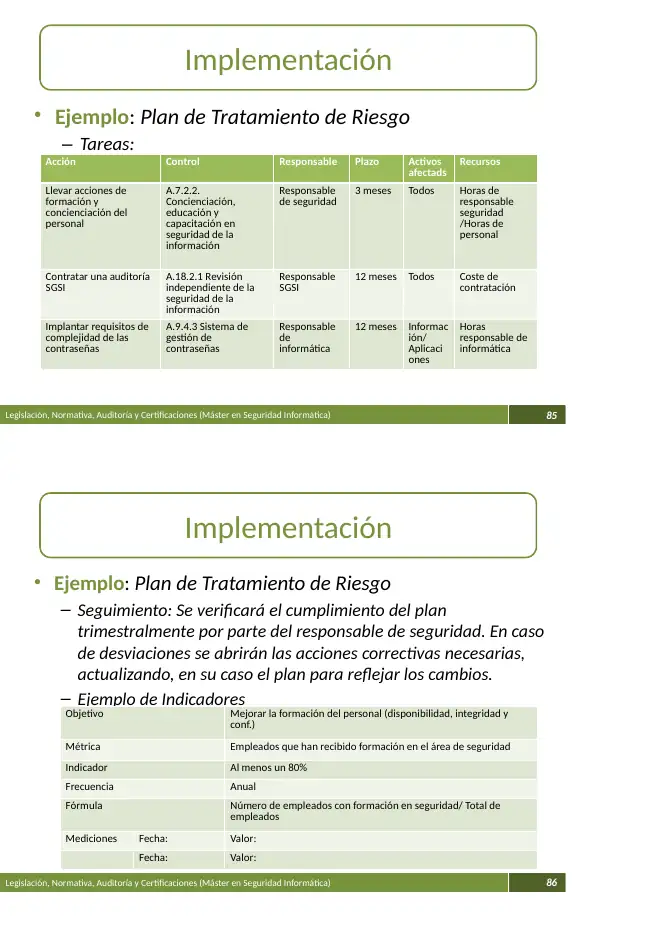 Implementación
• Ejemplo: Plan de Tratamiento de Riesgo
– Tareas:
Acción Control Responsable Plazo Activos afectads Recursos
Llevar acciones de formación y concienciación del personal
A.7.2.2. Concienciación, educación y capacitación en seguridad de la información
Responsable de seguridad
3 meses
Todos
Horas de responsable seguridad /Horas de personal
Contratar una auditoría SGSI
A.18.2.1 Revisión independiente de la seguridad de la información
Responsable SGSI
12 meses
Todos
Coste de contratación
Implantar requisitos de complejidad de las contraseñas
A.9.4.3 Sistema de gestión de contraseñas
Responsable de informática
12 meses
Información/ Aplicaciones
Horas responsable de informática
Legislación, Normativa, Auditoría y Certificaciones (Máster en Seguridad Informática) 85
Implementación
• Ejemplo: Plan de Tratamiento de Riesgo
– Seguimiento: Se verificará el cumplimiento del plan
trimestralmente por parte del responsable de seguridad. En caso
de desviaciones se abrirán las acciones correctivas necesarias,
actualizando, en su caso el plan para reflejar los cambios.
– Ejemplo de Indicadores
Objetivo Mejorar la formación del personal (disponibilidad, integridad y
conf.)
Métrica Empleados que han recibido formación en el área de seguridad
Indicador Al menos un 80%
Frecuencia Anual
Fórmula Número de empleados con formación en seguridad/ Total de
empleados
Mediciones Fecha: Valor:
Fecha: Valor:
Legislación, Normativa, Auditoría y Certificaciones (Máster en Seguridad Informática) 86